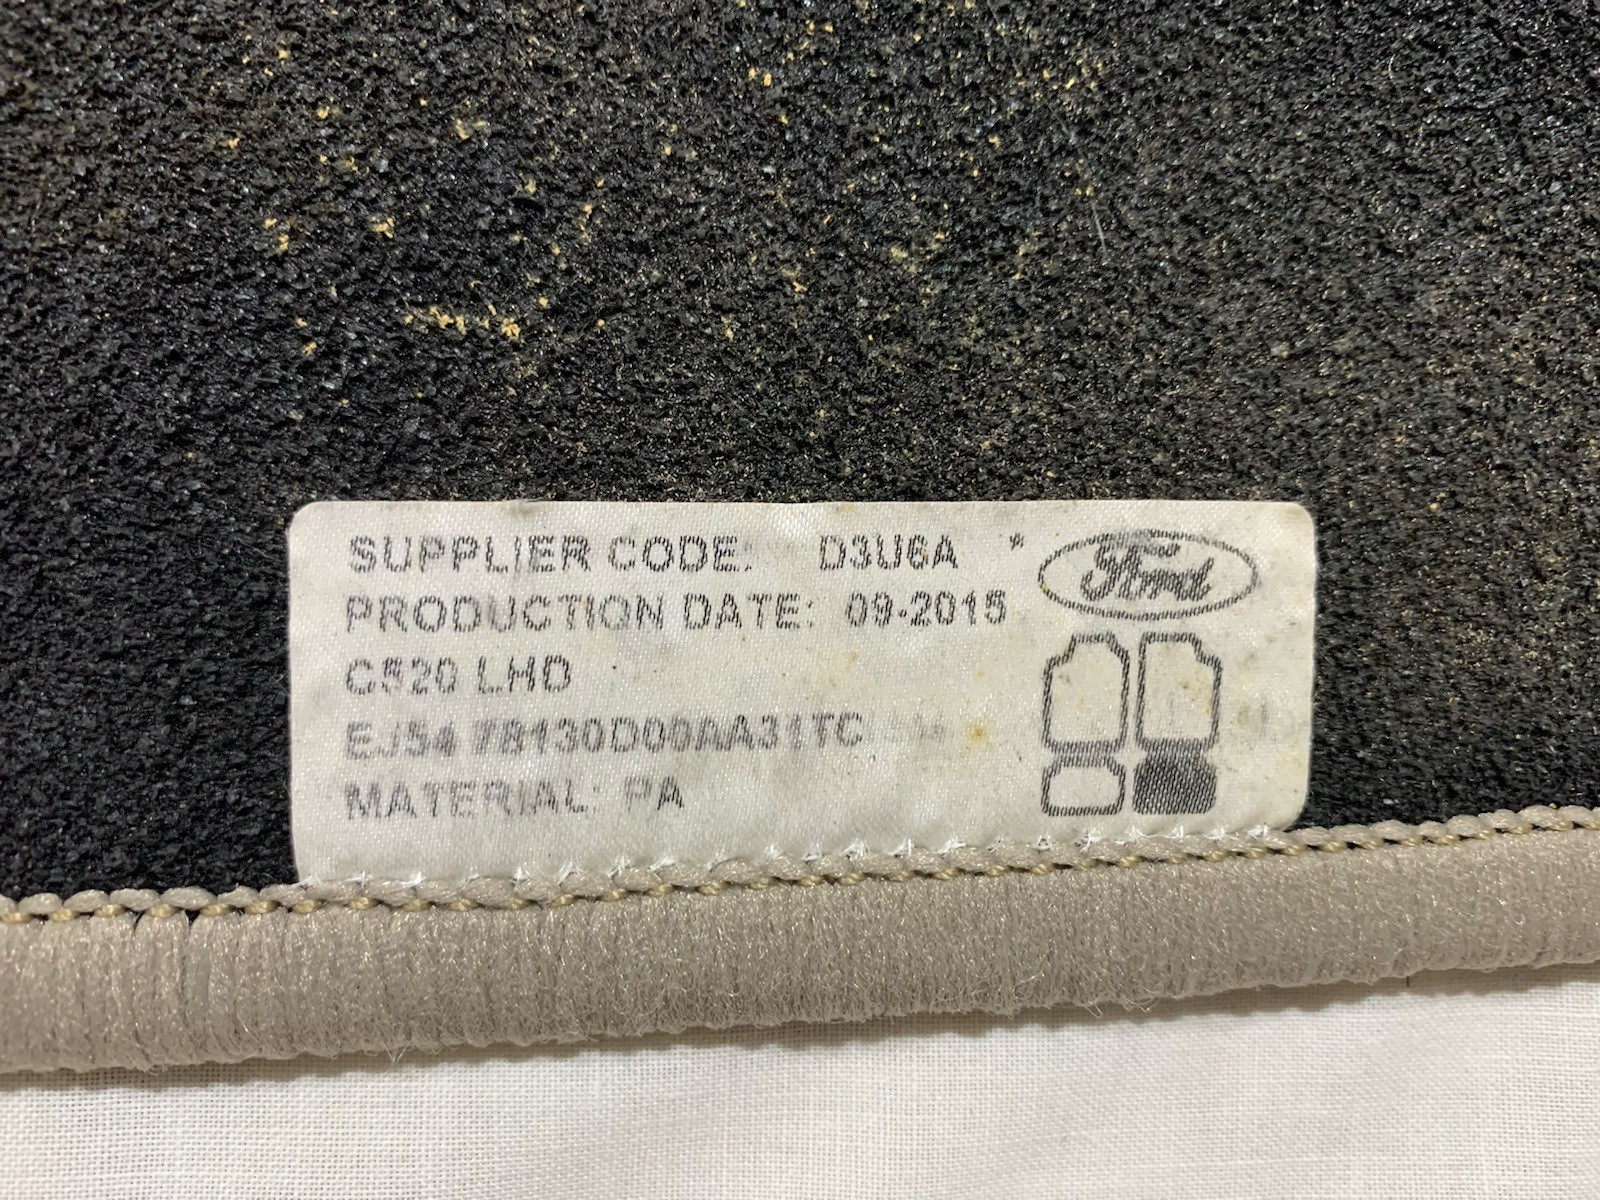 SUPPLIER CODE: D3U6A *
Ford
PRODUCTION DATE: 09-2015
C520 LHD
EJ54 78130D00AA31TC
MATERIAL: PA